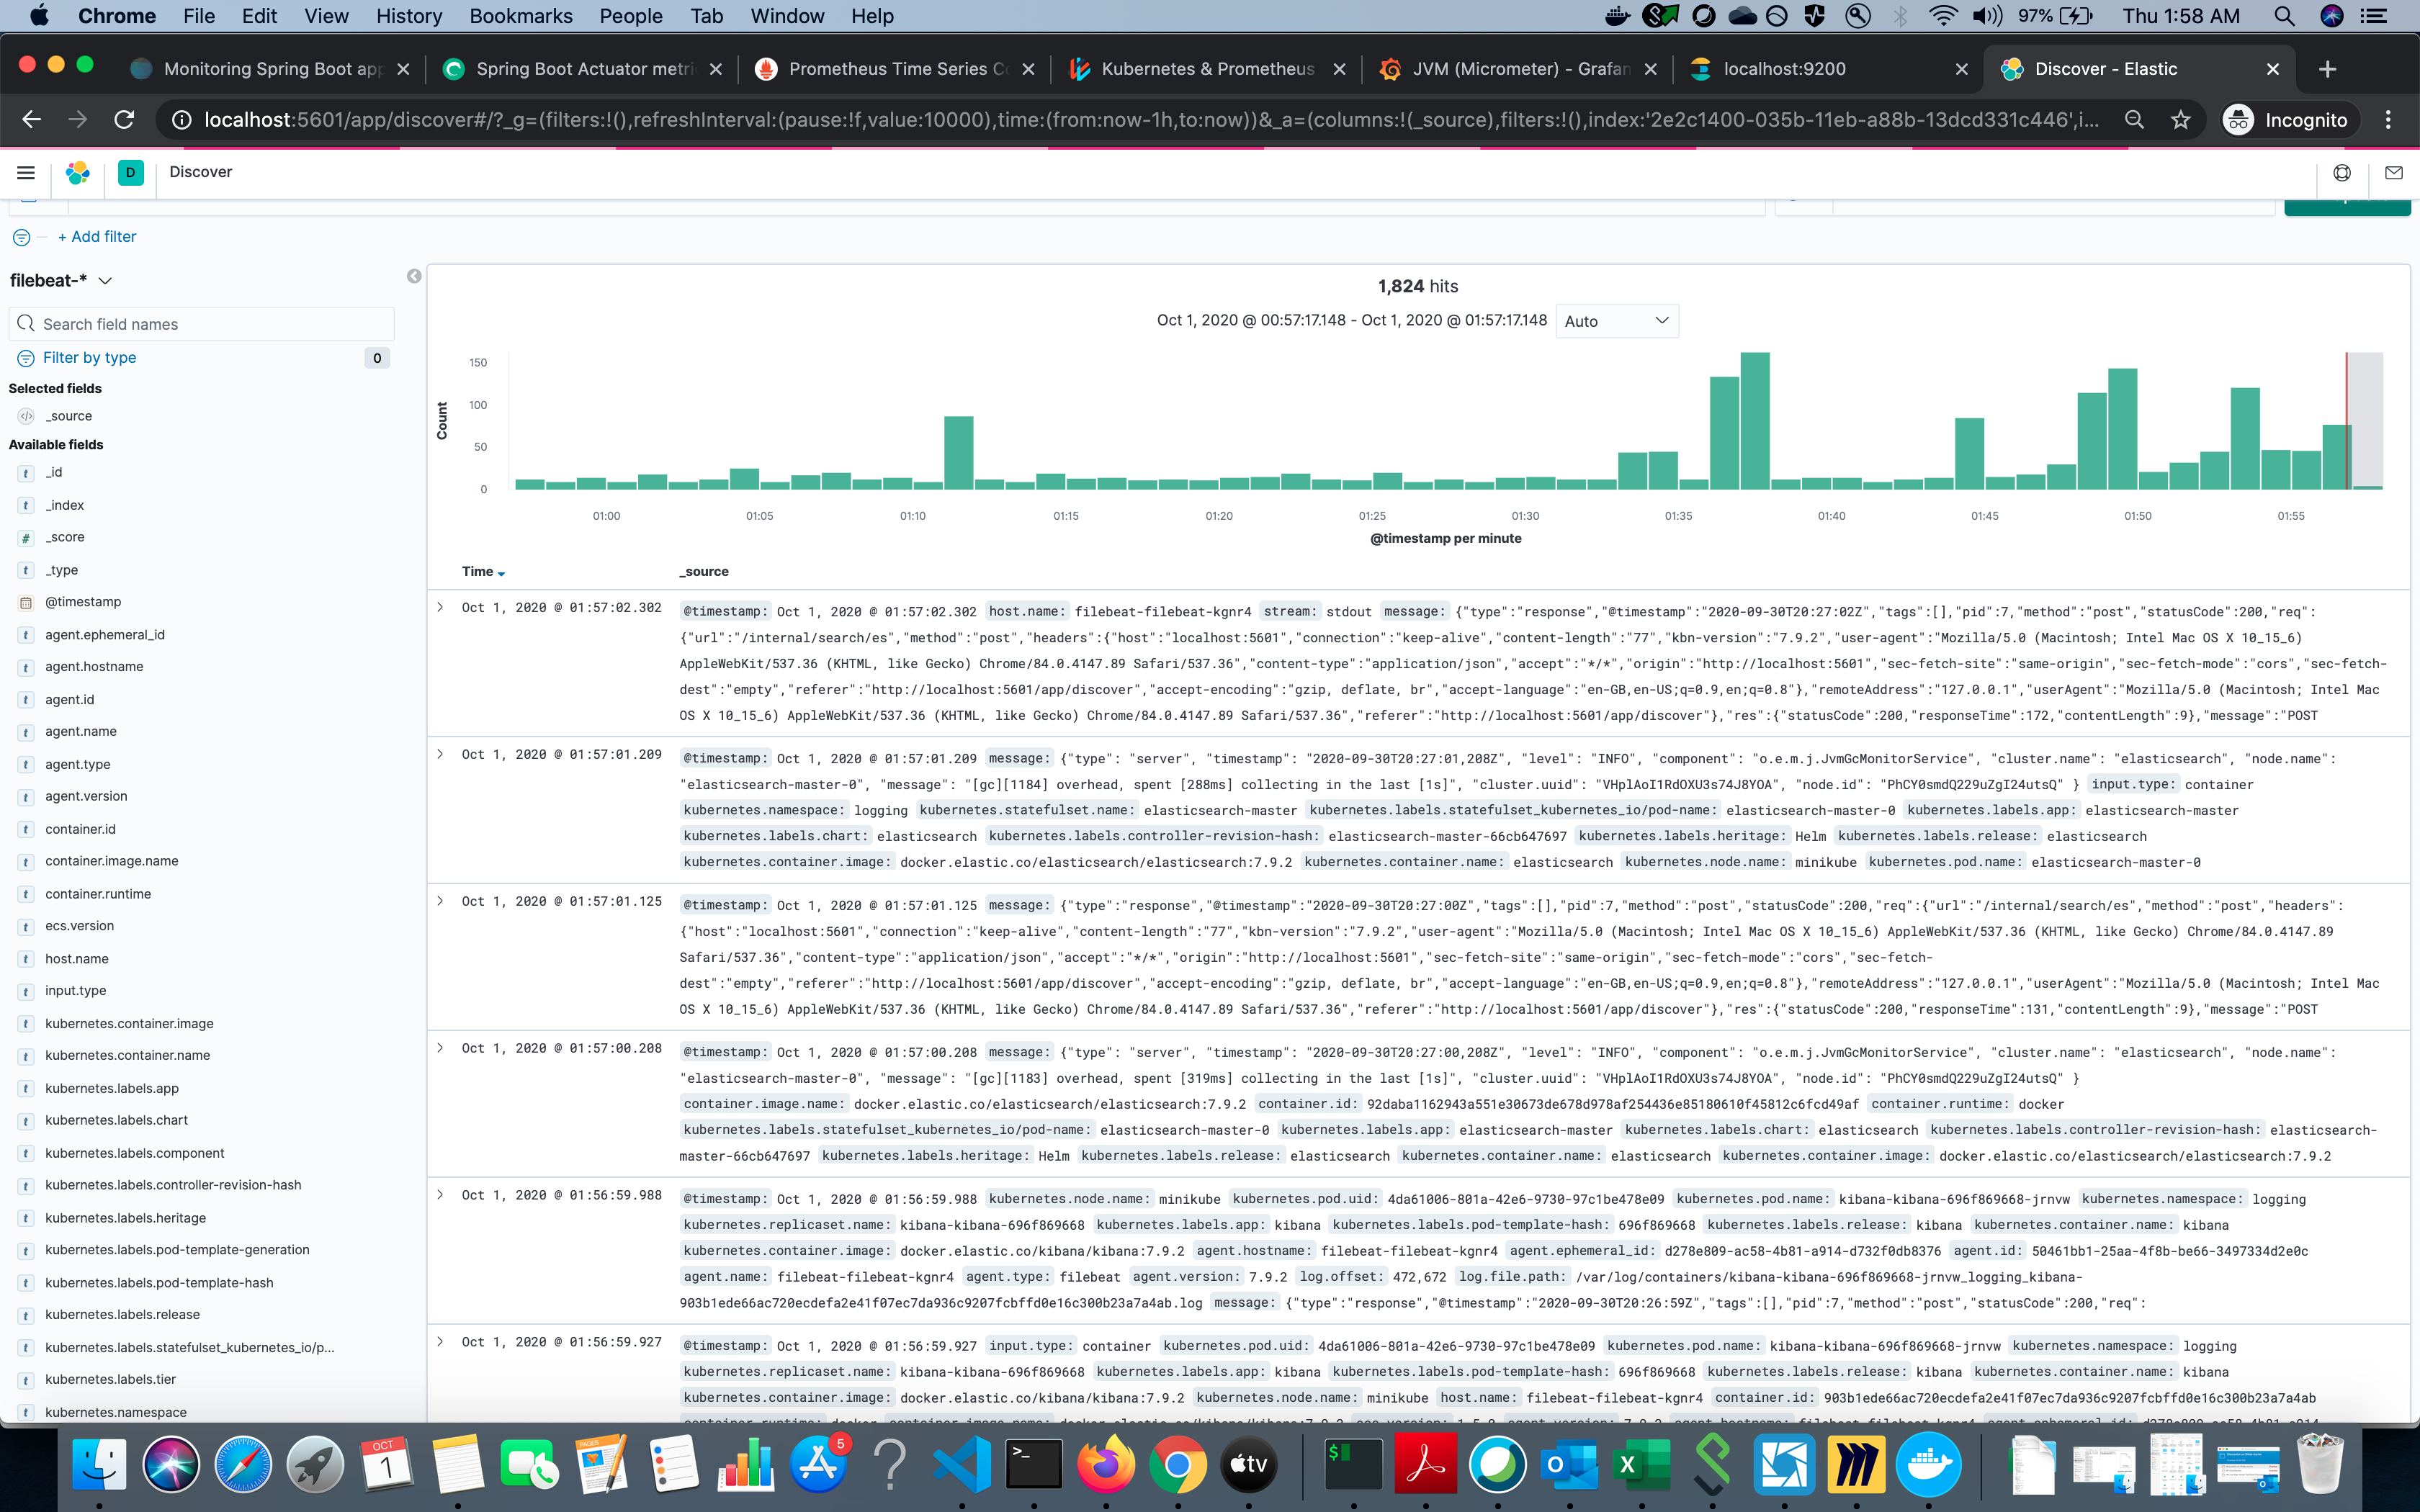 Chrome File Edit View History Bookmarks People Tab Window Help 97% Thu 1:58 AM
Monitoring Spring Boot app Spring Boot Actuator metri Prometheus Time Series Co Kubernetes & Prometheus JVM (Micrometer) - Grafan localhost:9200 Discover - Elastic
localhost:5601/app/discover#/?_g=(filters:!(),refreshInterval:(pause:!f,value:10000),time:(from:now-1h,to:now))&_a=(columns:!(_source),filters:!(),index:'2e2c1400-035b-11eb-a88b-13dcd331c446',i... Incognito
D Discover
+ Add filter
filebeat-*
Search field names
Filter by type 0
Selected fields
_source
Available fields
t _id
t _index
# _score
t _type
@timestamp
t agent.ephemeral_id
t agent.hostname
t agent.id
t agent.name
t agent.type
t agent.version
t container.id
t container.image.name
t container.runtime
t ecs.version
t host.name
t input.type
t kubernetes.container.image
t kubernetes.container.name
t kubernetes.labels.app
t kubernetes.labels.chart
t kubernetes.labels.component
t kubernetes.labels.controller-revision-hash
t kubernetes.labels.heritage
t kubernetes.labels.pod-template-generation
t kubernetes.labels.pod-template-hash
t kubernetes.labels.release
t kubernetes.labels.statefulset_kubernetes_io/p...
t kubernetes.labels.tier
t kubernetes.namespace
1,824 hits
Oct 1, 2020 @ 00:57:17.148 - Oct 1, 2020 @ 01:57:17.148 Auto
Count
150
100
50
0
01:00 01:05 01:10 01:15 01:20 01:25 01:30 01:35 01:40 01:45 01:50 01:55
@timestamp per minute
Time _source
Oct 1, 2020 @ 01:57:02.302 @timestamp: Oct 1, 2020 @ 01:57:02.302 host.name: filebeat-filebeat-kgnr4 stream: stdout message: {"type":"response","@timestamp":"2020-09-30T20:27:02Z","tags":[],"pid":7,"method":"post","statusCode":200,"req":
{"url":"/internal/search/es","method":"post","headers":{"host":"localhost:5601","connection":"keep-alive","content-length":"77","kbn-version":"7.9.2","user-agent":"Mozilla/5.0 (Macintosh; Intel Mac OS X 10_15_6)
AppleWebKit/537.36 (KHTML, like Gecko) Chrome/84.0.4147.89 Safari/537.36","content-type":"application/json","accept":"*/*","origin":"http://localhost:5601","sec-fetch-site":"same-origin","sec-fetch-mode":"cors","sec-fetch-
dest":"empty","referer":"http://localhost:5601/app/discover","accept-encoding":"gzip, deflate, br","accept-language":"en-GB,en-US;q=0.9,en;q=0.8"},"remoteAddress":"127.0.0.1","userAgent":"Mozilla/5.0 (Macintosh; Intel Mac
OS X 10_15_6) AppleWebKit/537.36 (KHTML, like Gecko) Chrome/84.0.4147.89 Safari/537.36","referer":"http://localhost:5601/app/discover"},"res":{"statusCode":200,"responseTime":172,"contentLength":9},"message":"POST
Oct 1, 2020 @ 01:57:01.209 @timestamp: Oct 1, 2020 @ 01:57:01.209 message: {"type": "server", "timestamp": "2020-09-30T20:27:01,208Z", "level": "INFO", "component": "o.e.m.j.JvmGcMonitorService", "cluster.name": "elasticsearch", "node.name":
"elasticsearch-master-0", "message": "[gc][1184] overhead, spent [288ms] collecting in the last [1s]", "cluster.uuid": "VHplAoI1RdOXU3s74J8YOA", "node.id": "PhCY0smdQ229uZgI24utsQ" } input.type: container
kubernetes.namespace: logging kubernetes.statefulset.name: elasticsearch-master kubernetes.labels.statefulset_kubernetes_io/pod-name: elasticsearch-master-0 kubernetes.labels.app: elasticsearch-master
kubernetes.labels.chart: elasticsearch kubernetes.labels.controller-revision-hash: elasticsearch-master-66cb647697 kubernetes.labels.heritage: Helm kubernetes.labels.release: elasticsearch
kubernetes.container.image: docker.elastic.co/elasticsearch/elasticsearch:7.9.2 kubernetes.container.name: elasticsearch kubernetes.node.name: minikube kubernetes.pod.name: elasticsearch-master-0
Oct 1, 2020 @ 01:57:01.125 @timestamp: Oct 1, 2020 @ 01:57:01.125 message: {"type":"response","@timestamp":"2020-09-30T20:27:00Z","tags":[],"pid":7,"method":"post","statusCode":200,"req":{"url":"/internal/search/es","method":"post","headers":
{"host":"localhost:5601","connection":"keep-alive","content-length":"77","kbn-version":"7.9.2","user-agent":"Mozilla/5.0 (Macintosh; Intel Mac OS X 10_15_6) AppleWebKit/537.36 (KHTML, like Gecko) Chrome/84.0.4147.89
Safari/537.36","content-type":"application/json","accept":"*/*","origin":"http://localhost:5601","sec-fetch-site":"same-origin","sec-fetch-mode":"cors","sec-fetch-
dest":"empty","referer":"http://localhost:5601/app/discover","accept-encoding":"gzip, deflate, br","accept-language":"en-GB,en-US;q=0.9,en;q=0.8"},"remoteAddress":"127.0.0.1","userAgent":"Mozilla/5.0 (Macintosh; Intel Mac
OS X 10_15_6) AppleWebKit/537.36 (KHTML, like Gecko) Chrome/84.0.4147.89 Safari/537.36","referer":"http://localhost:5601/app/discover"},"res":{"statusCode":200,"responseTime":131,"contentLength":9},"message":"POST
Oct 1, 2020 @ 01:57:00.208 @timestamp: Oct 1, 2020 @ 01:57:00.208 message: {"type": "server", "timestamp": "2020-09-30T20:27:00,208Z", "level": "INFO", "component": "o.e.m.j.JvmGcMonitorService", "cluster.name": "elasticsearch", "node.name":
"elasticsearch-master-0", "message": "[gc][1183] overhead, spent [319ms] collecting in the last [1s]", "cluster.uuid": "VHplAoI1RdOXU3s74J8YOA", "node.id": "PhCY0smdQ229uZgI24utsQ" }
container.image.name: docker.elastic.co/elasticsearch/elasticsearch:7.9.2 container.id: 92daba1162943a551e30673de678d978af254436e85180610f45812c6fcd49af container.runtime: docker
kubernetes.labels.statefulset_kubernetes_io/pod-name: elasticsearch-master-0 kubernetes.labels.app: elasticsearch-master kubernetes.labels.chart: elasticsearch kubernetes.labels.controller-revision-hash: elasticsearch-
master-66cb647697 kubernetes.labels.heritage: Helm kubernetes.labels.release: elasticsearch kubernetes.container.name: elasticsearch kubernetes.container.image: docker.elastic.co/elasticsearch/elasticsearch:7.9.2
Oct 1, 2020 @ 01:56:59.988 @timestamp: Oct 1, 2020 @ 01:56:59.988 kubernetes.node.name: minikube kubernetes.pod.uid: 4da61006-801a-42e6-9730-97c1be478e09 kubernetes.pod.name: kibana-kibana-696f869668-jrnvw kubernetes.namespace: logging
kubernetes.replicaset.name: kibana-kibana-696f869668 kubernetes.labels.app: kibana kubernetes.labels.pod-template-hash: 696f869668 kubernetes.labels.release: kibana kubernetes.container.name: kibana
kubernetes.container.image: docker.elastic.co/kibana/kibana:7.9.2 agent.hostname: filebeat-filebeat-kgnr4 agent.ephemeral_id: d278e809-ac58-4b81-a914-d732f0db8376 agent.id: 50461bb1-25aa-4f8b-be66-3497334d2e0c
agent.name: filebeat-filebeat-kgnr4 agent.type: filebeat agent.version: 7.9.2 log.offset: 472,672 log.file.path: /var/log/containers/kibana-kibana-696f869668-jrnvw_logging_kibana-
903b1ede66ac720ecdefa2e41f07ec7da936c9207fcbffd0e16c300b23a7a4ab.log message: {"type":"response","@timestamp":"2020-09-30T20:26:59Z","tags":[],"pid":7,"method":"post","statusCode":200,"req":
Oct 1, 2020 @ 01:56:59.927 @timestamp: Oct 1, 2020 @ 01:56:59.927 input.type: container kubernetes.pod.uid: 4da61006-801a-42e6-9730-97c1be478e09 kubernetes.pod.name: kibana-kibana-696f869668-jrnvw kubernetes.namespace: logging
kubernetes.replicaset.name: kibana-kibana-696f869668 kubernetes.labels.app: kibana kubernetes.labels.pod-template-hash: 696f869668 kubernetes.labels.release: kibana kubernetes.container.name: kibana
kubernetes.container.image: docker.elastic.co/kibana/kibana:7.9.2 kubernetes.node.name: minikube host.name: filebeat-filebeat-kgnr4 container.id: 903b1ede66ac720ecdefa2e41f07ec7da936c9207fcbffd0e16c300b23a7a4ab
OCT
1
PAGES
5
tv